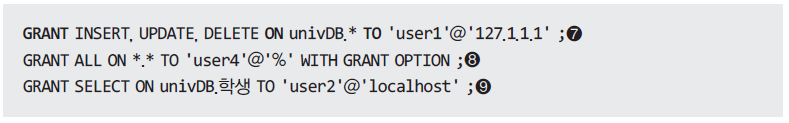 GRANT INSERT, UPDATE, DELETE ON univDB.* TO 'user1'@'127.1.1.1' ;❼
GRANT ALL ON *.* TO 'user4'@'%' WITH GRANT OPTION ;❽
GRANT SELECT ON univDB.학생 TO 'user2'@'localhost' ;❾